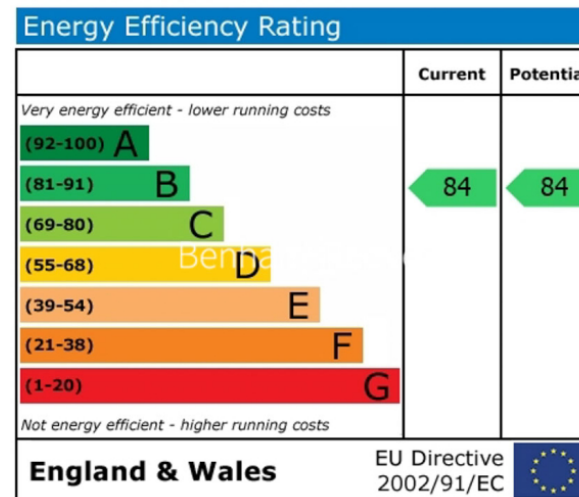 Energy Efficiency Rating
Current Potentia
Very energy efficient - lower running costs
(92-100) A
(81-91) B 84 84
(69-80) C
(55-68) D
(39-54) E
(21-38) F
(1-20) G
Not energy efficient - higher running costs
England & Wales
EU Directive
2002/91/EC